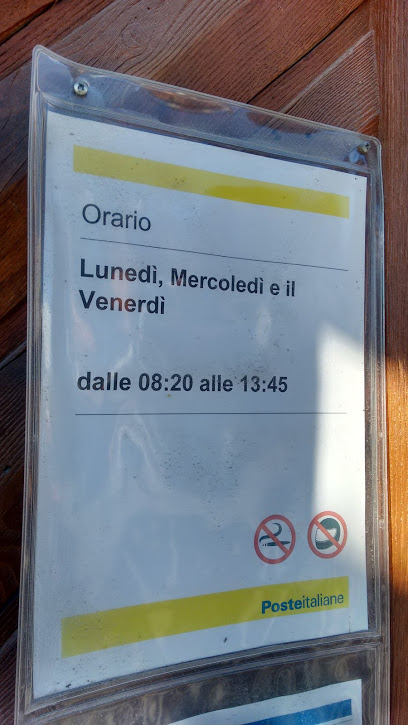 Orario
Lunedì, Mercoledì e il
Venerdì
dalle 08:20 alle 13:45
Posteitaliane